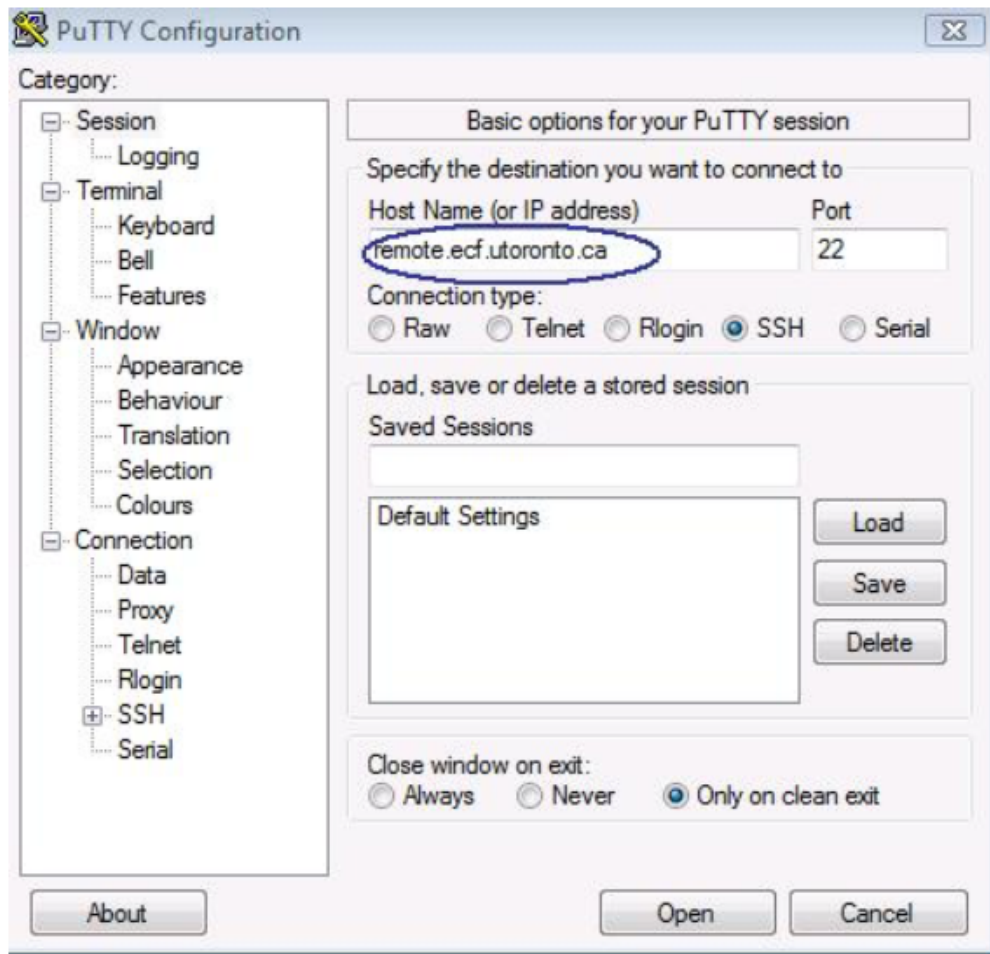 PuTTY Configuration
Category:
Session
Logging
Terminal
Keyboard
Bell
Features
Window
Appearance
Behaviour
Translation
Selection
Colours
Connection
Data
Proxy
Telnet
Rlogin
SSH
Serial
Basic options for your PuTTY session
Specify the destination you want to connect to
Host Name (or IP address) Port
remote.ecf.utoronto.ca 22
Connection type:
Raw Telnet Rlogin SSH Serial
Load, save or delete a stored session
Saved Sessions
Default Settings
Load
Save
Delete
Close window on exit:
Always Never Only on clean exit
About Open Cancel